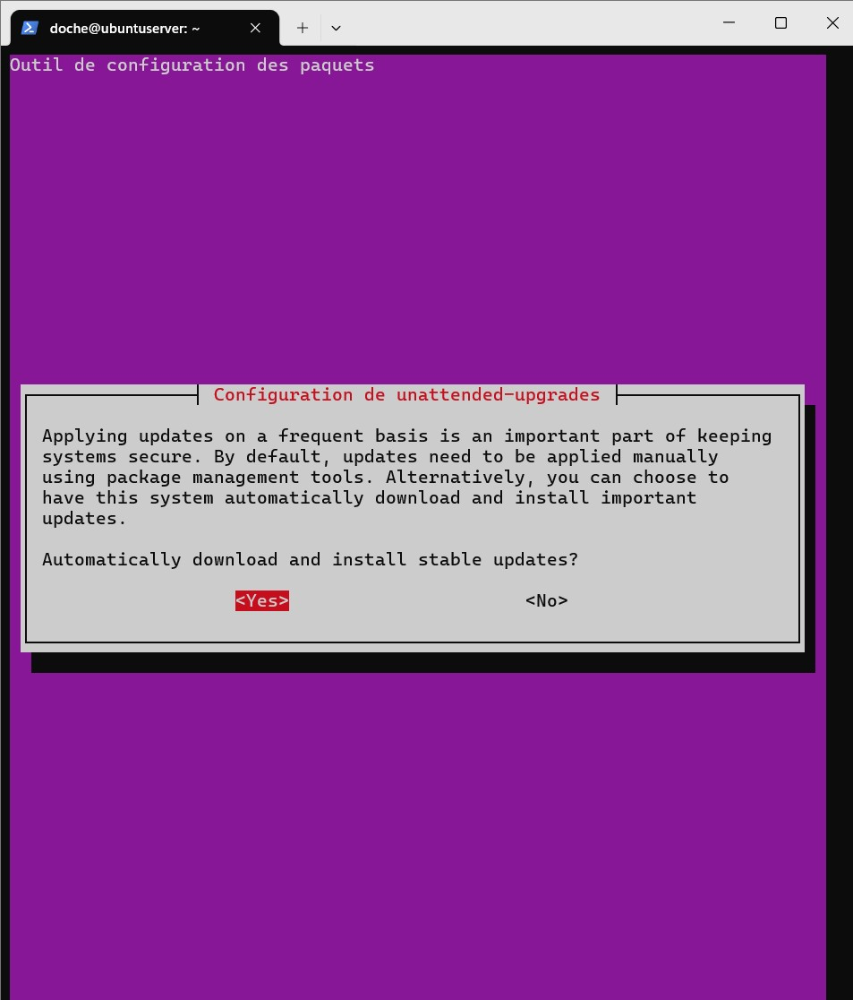 doche@ubuntuserver: ~
Outil de configuration des paquets
Configuration de unattended-upgrades
Applying updates on a frequent basis is an important part of keeping
systems secure. By default, updates need to be applied manually
using package management tools. Alternatively, you can choose to
have this system automatically download and install important
updates.
Automatically download and install stable updates?
<Yes> <No>